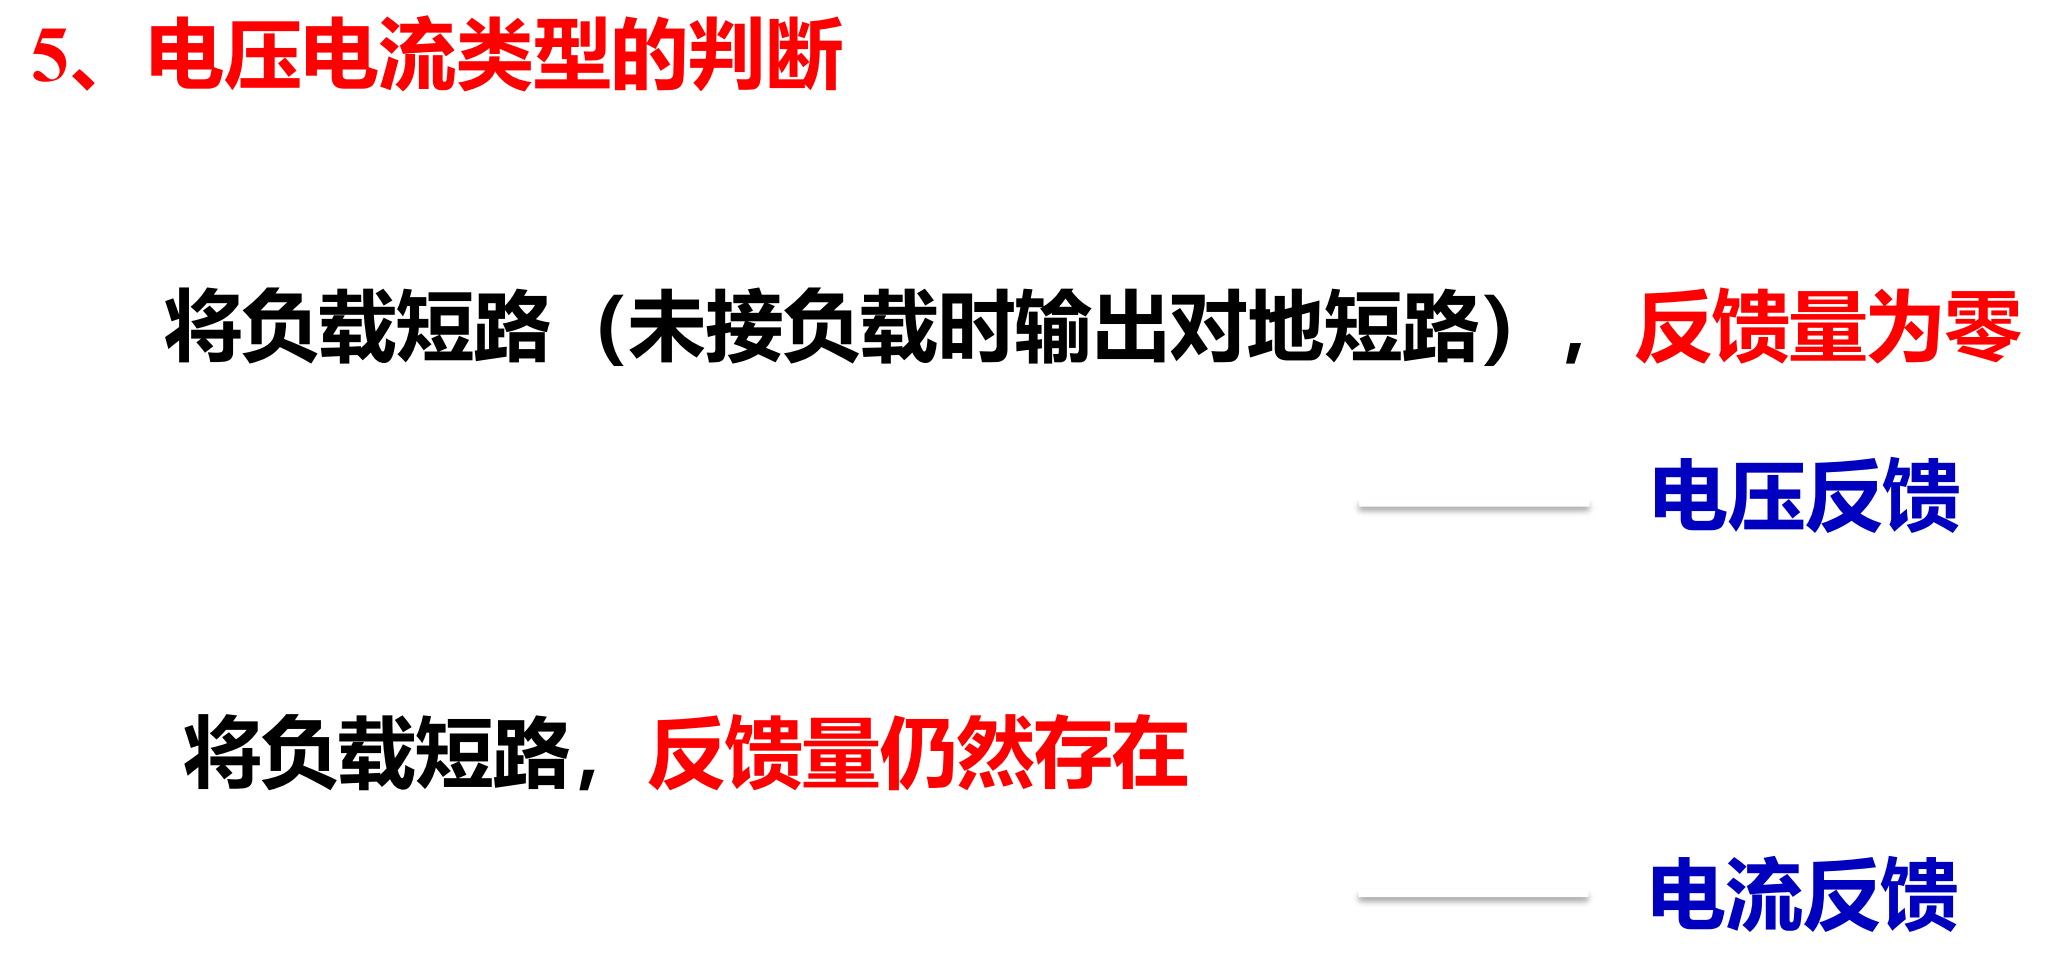 5、电压电流类型的判断
将负载短路（未接负载时输出对地短路），反馈量为零
电压反馈
将负载短路，反馈量仍然存在
电流反馈